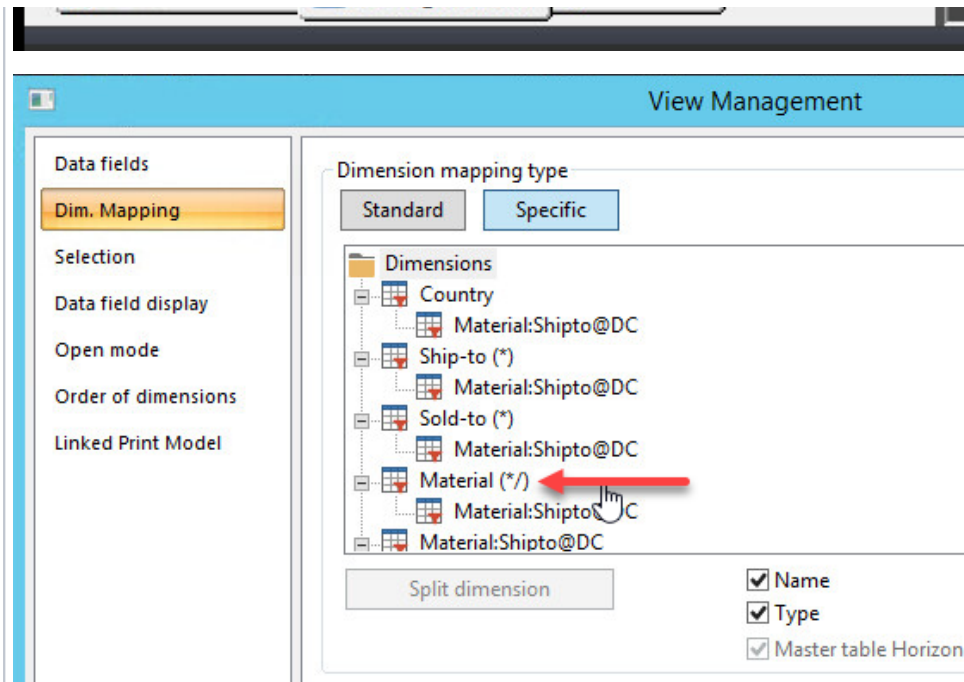 View Management
Data fields
Dim. Mapping
Selection
Data field display
Open mode
Order of dimensions
Linked Print Model
Dimension mapping type
Standard Specific
Dimensions
Country
Material:Shipto@DC
Ship-to (*)
Material:Shipto@DC
Sold-to (*)
Material:Shipto@DC
Material (*/)
Material:Shipto C
Material:Shipto@DC
Split dimension
Name
Type
Master table Horizon